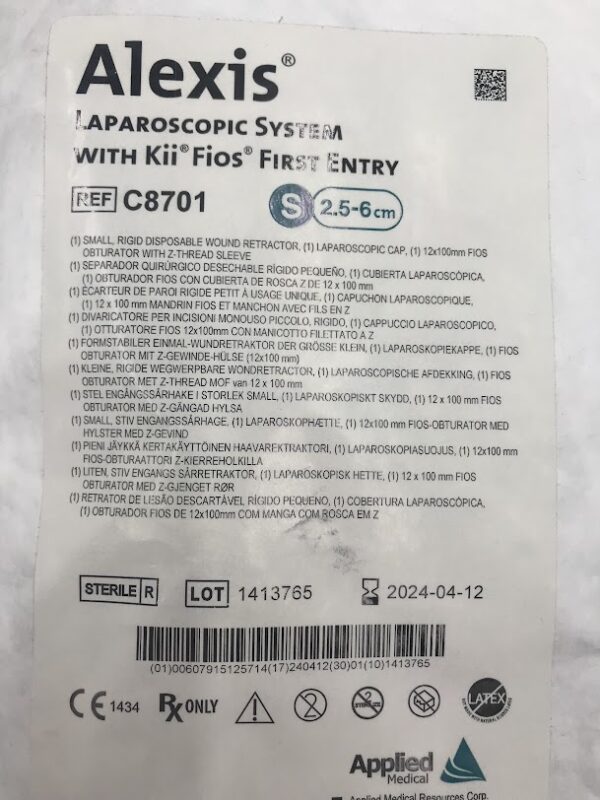 Alexis®
LAPAROSCOPIC SYSTEM
WITH Kii® Fios® FIRST ENTRY
REF C8701 S 2.5-6cm
(1) SMALL, RIGID DISPOSABLE WOUND RETRACTOR, (1) LAPAROSCOPIC CAP, (1) 12x100mm FIOS
OBTURATOR WITH Z-THREAD SLEEVE
(1) SEPARADOR QUIRÚRGICO DESECHABLE RÍGIDO PEQUEÑO, (1) CUBIERTA LAPAROSCÓPICA,
(1) OBTURADOR FIOS CON CUBIERTA DE ROSCA Z DE 12 x 100 mm
(1) ÉCARTEUR DE PAROI RIGIDE PETIT À USAGE UNIQUE, (1) CAPUCHON LAPAROSCOPIQUE,
(1) 12 x 100 mm MANDRIN FIOS ET MANCHON AVEC FILS EN Z
(1) DIVARICATORE PER INCISIONI MONOUSO PICCOLO, RIGIDO, (1) CAPPUCCIO LAPAROSCOPICO,
(1) OTTURATORE FIOS 12x100mm CON MANICOTTO FILETTATO A Z
(1) FORMSTABILER EINMAL-WUNDRETRAKTOR DER GRÖSSE KLEIN, (1) LAPAROSKOPIEKAPPE, (1) FIOS
OBTURATOR MIT Z-GEWINDE-HÜLSE (12x100mm)
(1) KLEINE, RIGIDE WEGWERPBARE WONDRETRACTOR, (1) LAPAROSCOPISCHE AFDEKKING, (1) FIOS
OBTURATOR MET Z-THREAD MOF van 12 x 100 mm
(1) STEL ENGÅNGSSÅRHAKE I STORLEK SMALL, (1) LAPAROSKOPISKT SKYDD, (1) 12 x 100 mm FIOS
OBTURATOR MED Z-GÄNGAD HYLSA
(1) SMALL, STIV ENGANGSSÅRHAGE, (1) LAPAROSKOPHÆTTE, (1) 12x100mm FIOS-OBTURATOR MED
HYLSTER MED Z-GEVIND
(1) PIENI JÄYKKÄ KERTAKÄYTTÖINEN HAAVAREKTRAKTORI, (1) LAPAROSKOPIASUOJUS, (1) 12x100 mm
FIOS-OBTURAATTORI Z-KIERREHOLKILLA
(1) LITEN, STIV ENGANGS SÅRRETRAKTOR, (1) LAPAROSKOPISK HETTE, (1) 12 x 100 mm FIOS
OBTURATOR MED Z-GJENGET RØR
(1) RETRATOR DE LESÃO DESCARTÁVEL RÍGIDO PEQUENO, (1) COBERTURA LAPAROSCÓPICA,
(1) OBTURADOR FIOS DE 12x100mm COM MANGA COM ROSCA EM Z
STERILE R LOT 1413765 2024-04-12
(01)00607915125714(17)240412(30)01(10)1413765
CE 1434 Rx ONLY 2 2 LATEX
Applied
Medical
Applied Medical Resources Corp.